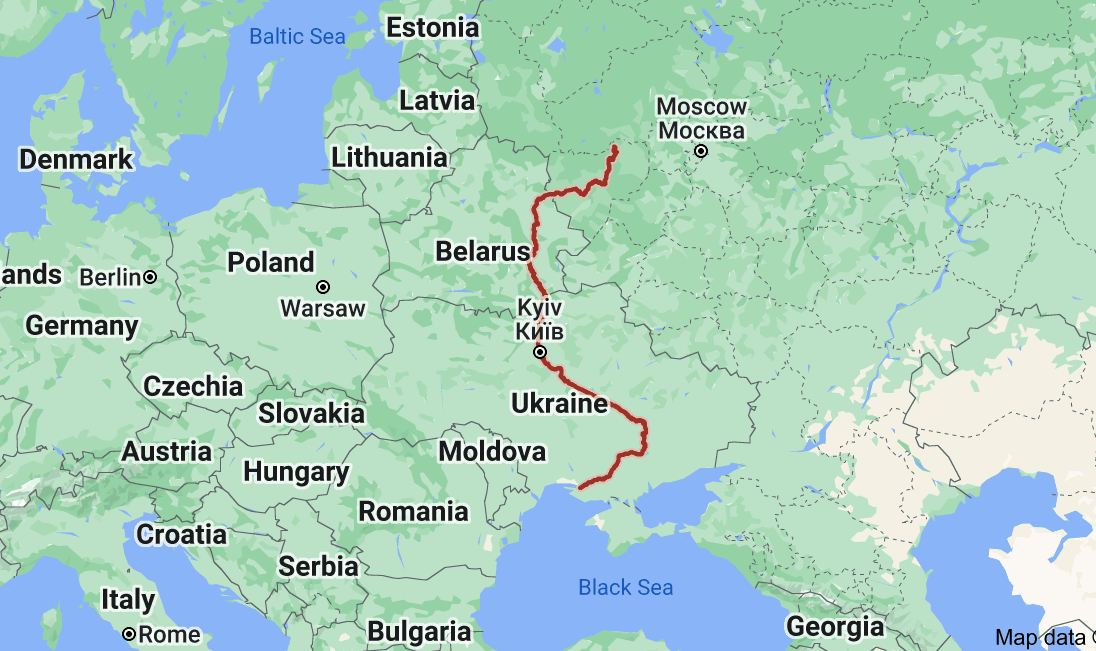 Estonia
Baltic Sea
Latvia
Moscow
Москва
Denmark
Lithuania
Belarus
Poland
ands
Berlin
Warsaw
Kyiv
Київ
Germany
Czechia
Slovakia
Ukraine
Austria
Moldova
Hungary
Romania
Croatia
Serbia
Black Sea
Italy
Rome
Bulgaria
Georgia
Map data ©